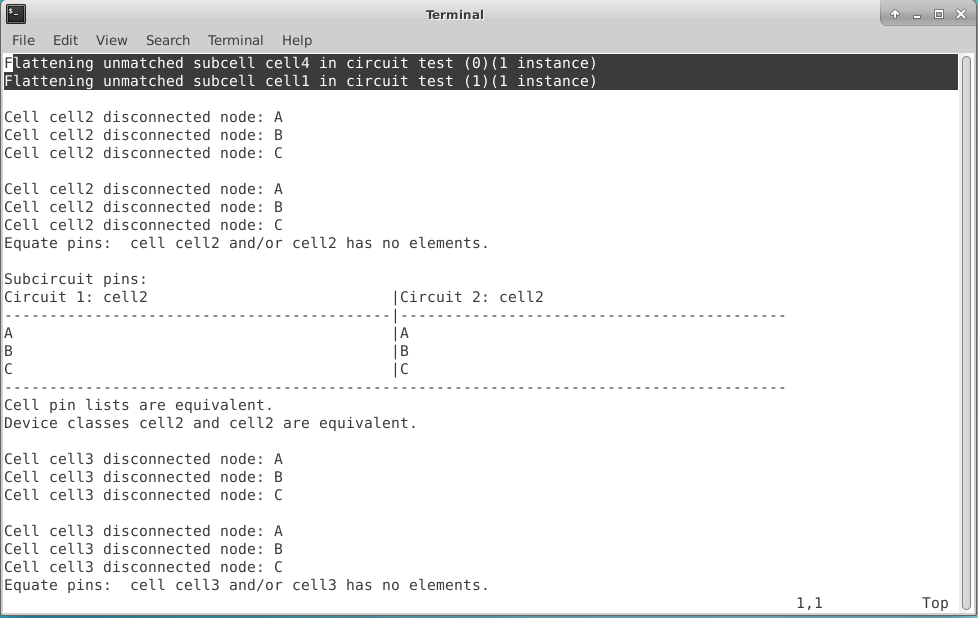 Terminal
File Edit View Search Terminal Help
Flattening unmatched subcell cell4 in circuit test (0)(1 instance)
Flattening unmatched subcell cell1 in circuit test (1)(1 instance)
Cell cell2 disconnected node: A
Cell cell2 disconnected node: B
Cell cell2 disconnected node: C
Cell cell2 disconnected node: A
Cell cell2 disconnected node: B
Cell cell2 disconnected node: C
Equate pins:  cell cell2 and/or cell2 has no elements.
Subcircuit pins:
Circuit 1: cell2                           |Circuit 2: cell2
-------------------------------------------|-------------------------------------------
A                                          |A
B                                          |B
C                                          |C
---------------------------------------------------------------------------------------
Cell pin lists are equivalent.
Device classes cell2 and cell2 are equivalent.
Cell cell3 disconnected node: A
Cell cell3 disconnected node: B
Cell cell3 disconnected node: C
Cell cell3 disconnected node: A
Cell cell3 disconnected node: B
Cell cell3 disconnected node: C
Equate pins:  cell cell3 and/or cell3 has no elements.
1,1           Top